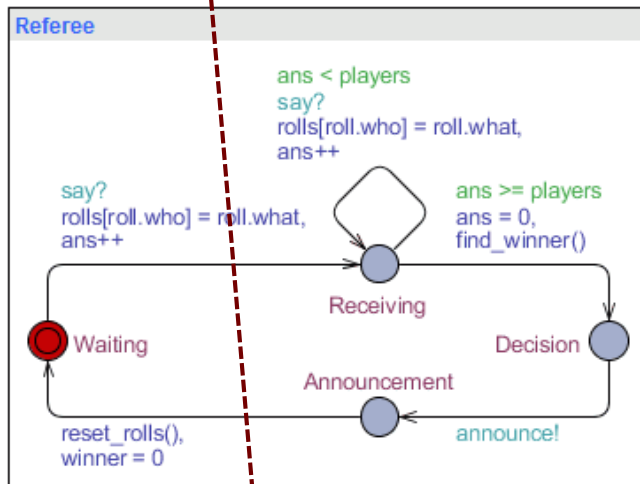 Referee
ans < players
say?
rolls[roll.who] = roll.what,
ans++
say?
rolls[roll.who] = roll.what,
ans++
ans >= players
ans = 0,
find_winner()
Receiving
Waiting
Decision
Announcement
reset_rolls(),
winner = 0
announce!